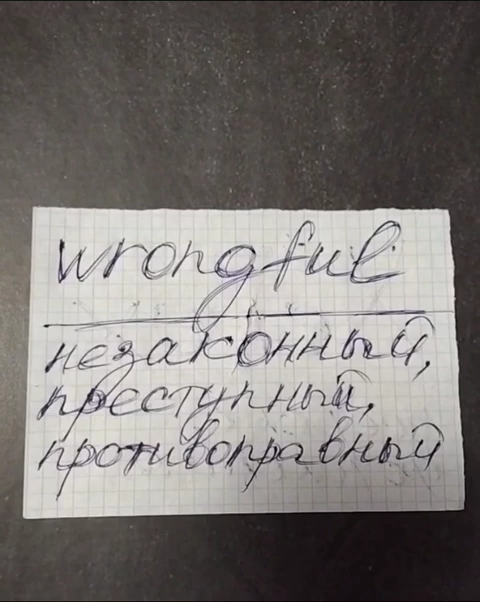 wrongful
незаконный,
преступный,
противоправный